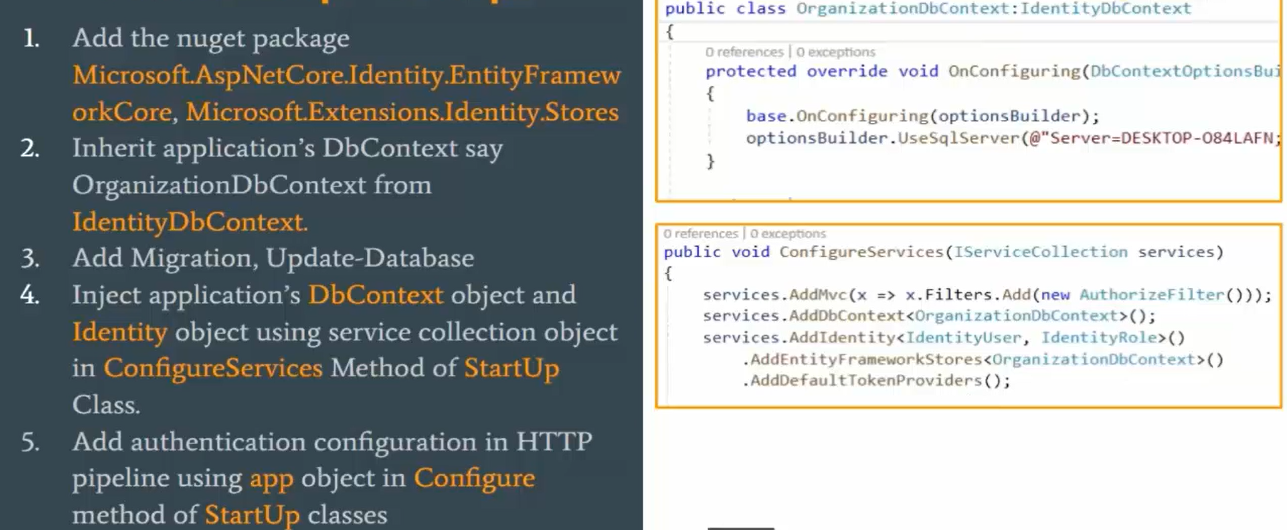 1. Add the nuget package
Microsoft.AspNetCore.Identity.EntityFramew
orkCore, Microsoft.Extensions.Identity.Stores
2. Inherit application's DbContext say
OrganizationDbContext from
IdentityDbContext.
3. Add Migration, Update-Database
4. Inject application's DbContext object and
Identity object using service collection object
in ConfigureServices Method of StartUp
Class.
5. Add authentication configuration in HTTP
pipeline using app object in Configure
method of StartUp classes
public class OrganizationDbContext:IdentityDbContext
{
0 references | 0 exceptions
protected override void OnConfiguring(DbContextOptionsBui
{
base.OnConfiguring(optionsBuilder);
optionsBuilder.UseSqlServer(@"Server=DESKTOP-O84LAFN;
}
0 references | 0 exceptions
public void ConfigureServices(IServiceCollection services)
{
services.AddMvc(x => x.Filters.Add(new AuthorizeFilter()));
services.AddDbContext<OrganizationDbContext>();
services.AddIdentity<IdentityUser, IdentityRole>()
.AddEntityFrameworkStores<OrganizationDbContext>()
.AddDefaultTokenProviders();